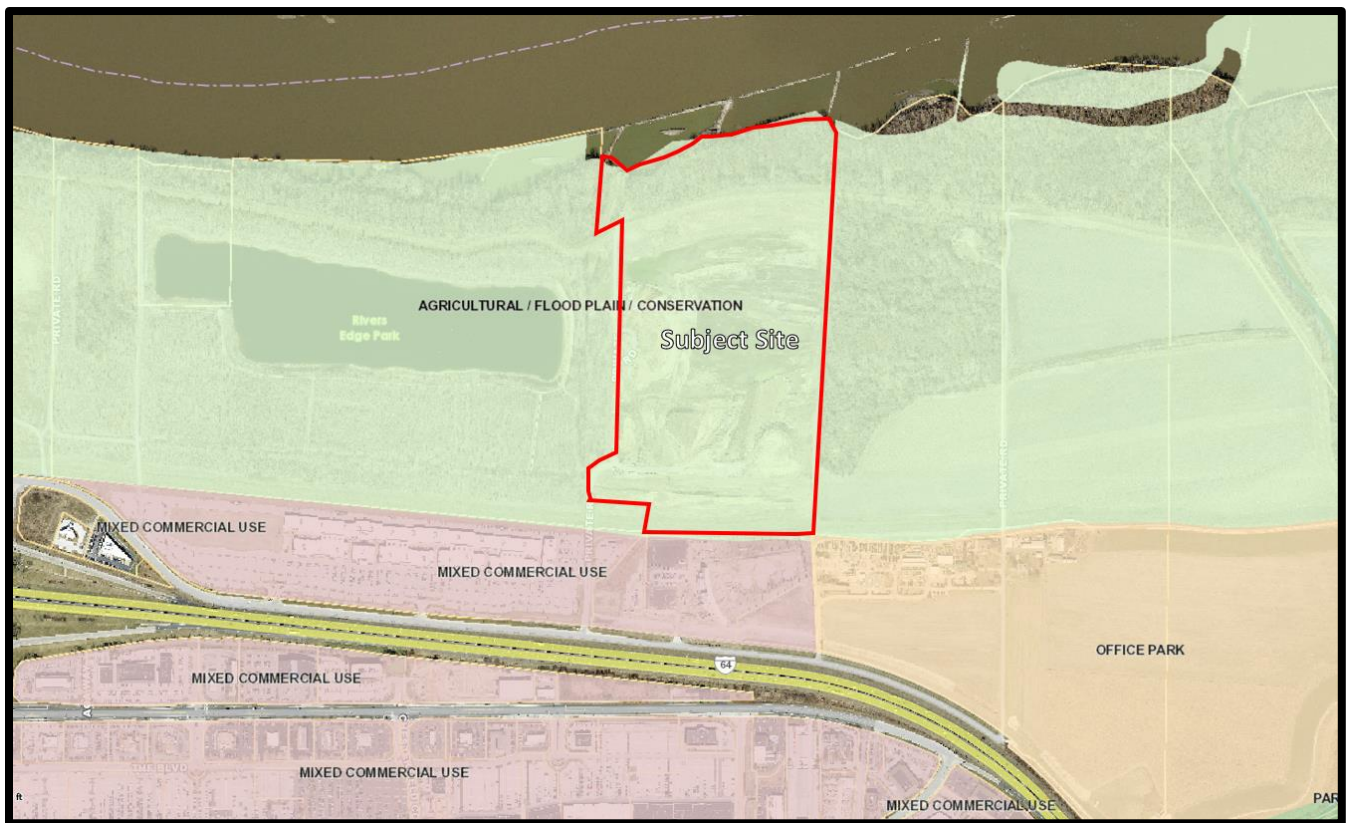 PRIVATE RD
AGRICULTURAL / FLOOD PLAIN / CONSERVATION
Rivers
Edge Park
Subject Site
PRIVATE RD
MIXED COMMERCIAL USE
MIXED COMMERCIAL USE
OFFICE PARK
64
MIXED COMMERCIAL USE
MIXED COMMERCIAL USE
MIXED COMMERCIAL USE
ft
PAR